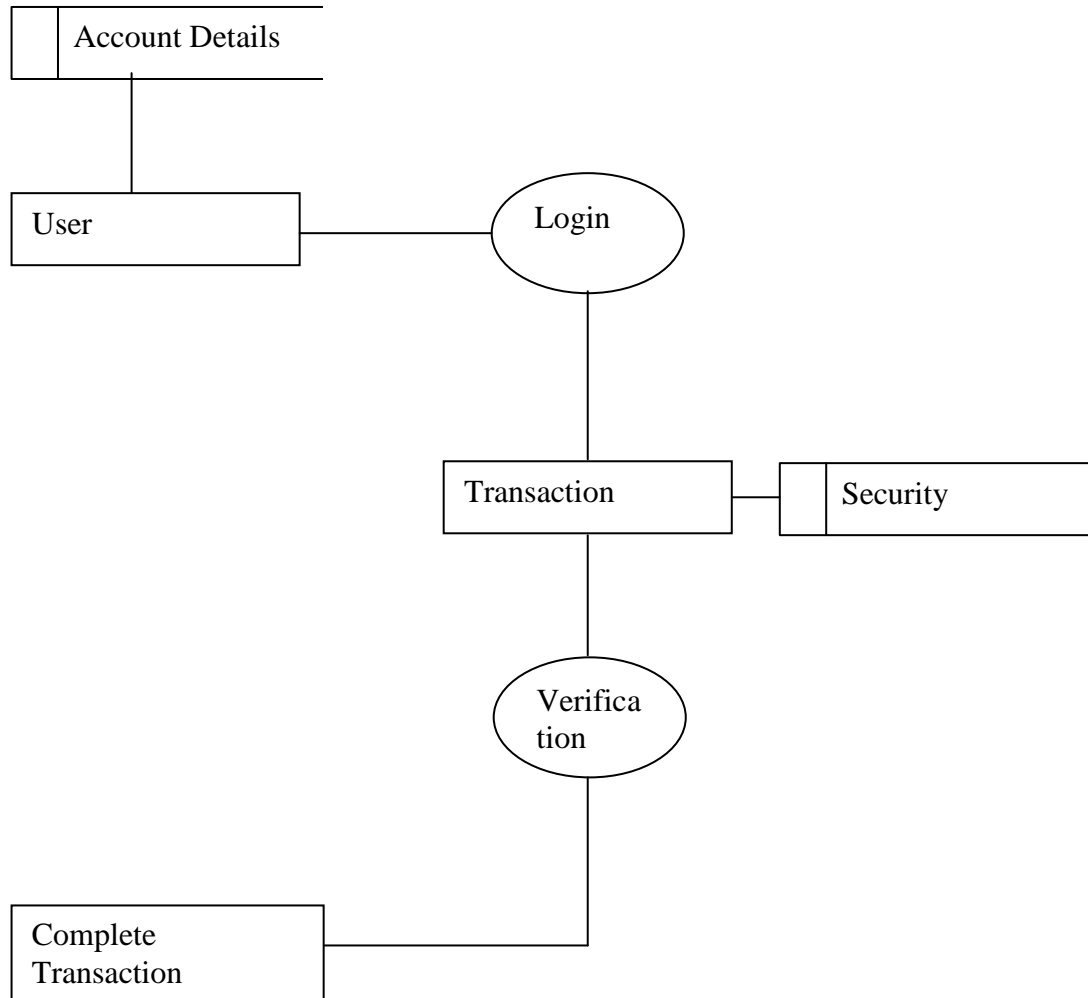 Account Details
User
Login
Transaction
Security
Verifica
tion
Complete
Transaction